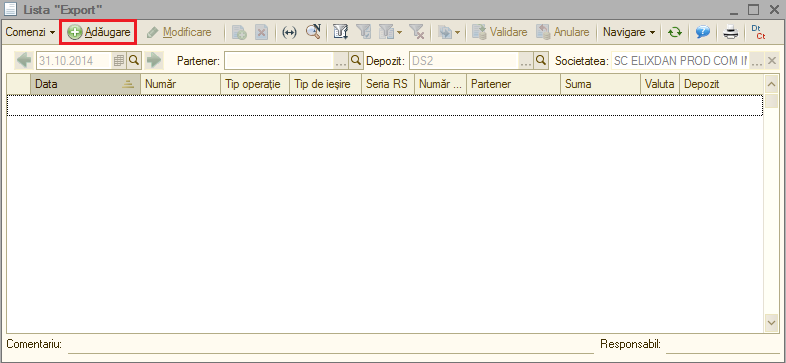 Lista "Export"
Comenzi Adăugare Modificare Validare Anulare Navigare Dt Ct
31.10.2014 Partener: ... Depozit: DS2 ... Societatea: SC ELIXDAN PROD COM IM ...
Data Număr Tip operație Tip de ieșire Seria RS Număr ... Partener Suma Valuta Depozit
Comentariu: Responsabil: